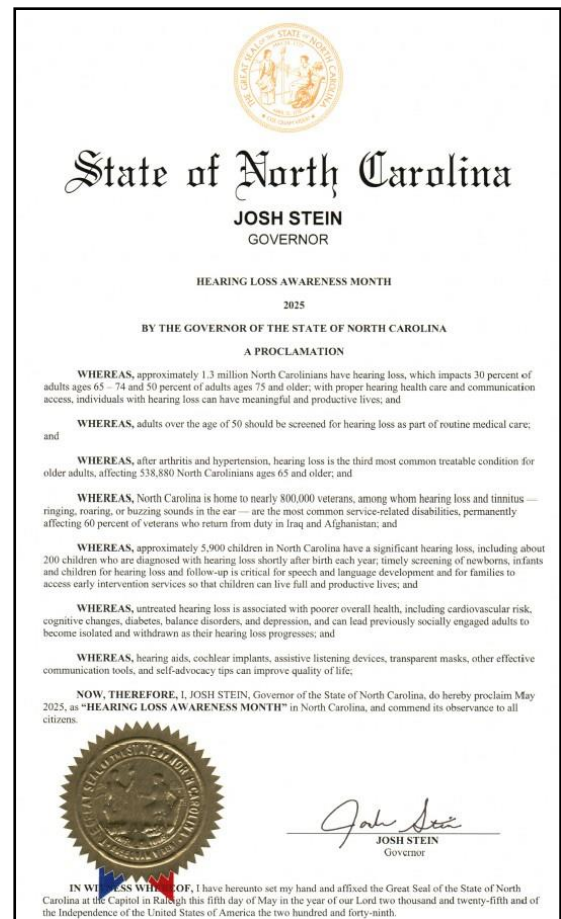 THE GREAT SEAL OF THE STATE OF NORTH CAROLINA
State of North Carolina
JOSH STEIN
GOVERNOR
HEARING LOSS AWARENESS MONTH
2025
BY THE GOVERNOR OF THE STATE OF NORTH CAROLINA
A PROCLAMATION
WHEREAS, approximately 1.3 million North Carolinians have hearing loss, which impacts 30 percent of
adults ages 65 – 74 and 50 percent of adults ages 75 and older; with proper hearing health care and communication
access, individuals with hearing loss can have meaningful and productive lives; and
WHEREAS, adults over the age of 50 should be screened for hearing loss as part of routine medical care;
and
WHEREAS, after arthritis and hypertension, hearing loss is the third most common treatable condition for
older adults, affecting 538,880 North Carolinians ages 65 and older; and
WHEREAS, North Carolina is home to nearly 800,000 veterans, among whom hearing loss and tinnitus —
ringing, roaring, or buzzing sounds in the ear — are the most common service-related disabilities, permanently
affecting 60 percent of veterans who return from duty in Iraq and Afghanistan; and
WHEREAS, approximately 5,900 children in North Carolina have a significant hearing loss, including about
200 children who are diagnosed with hearing loss shortly after birth each year; timely screening of newborns, infants
and children for hearing loss and follow-up is critical for speech and language development and for families to
access early intervention services so that children can live full and productive lives; and
WHEREAS, untreated hearing loss is associated with poorer overall health, including cardiovascular risk,
cognitive changes, diabetes, balance disorders, and depression, and can lead previously socially engaged adults to
become isolated and withdrawn as their hearing loss progresses; and
WHEREAS, hearing aids, cochlear implants, assistive listening devices, transparent masks, other effective
communication tools, and self-advocacy tips can improve quality of life;
NOW, THEREFORE, I, JOSH STEIN, Governor of the State of North Carolina, do hereby proclaim May
2025, as “HEARING LOSS AWARENESS MONTH” in North Carolina, and commend its observance to all
citizens.
Josh Stein
JOSH STEIN
Governor
IN WITNESS WHEREOF, I have hereunto set my hand and affixed the Great Seal of the State of North
Carolina at the Capitol in Raleigh this fifth day of May in the year of our Lord two thousand and twenty-fifth and of
the Independence of the United States of America the two hundred and forty-ninth.